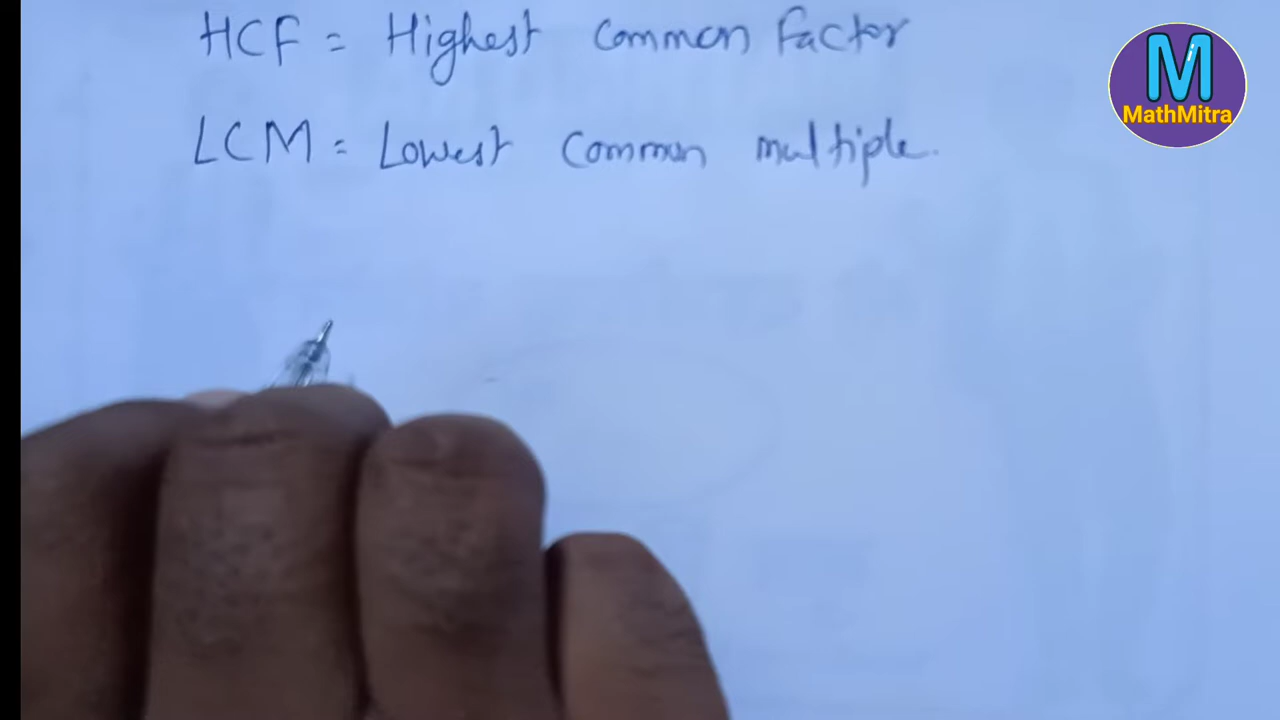 HCF = Highest common Factor
LCM = Lowest common multiple.
M
MathMitra